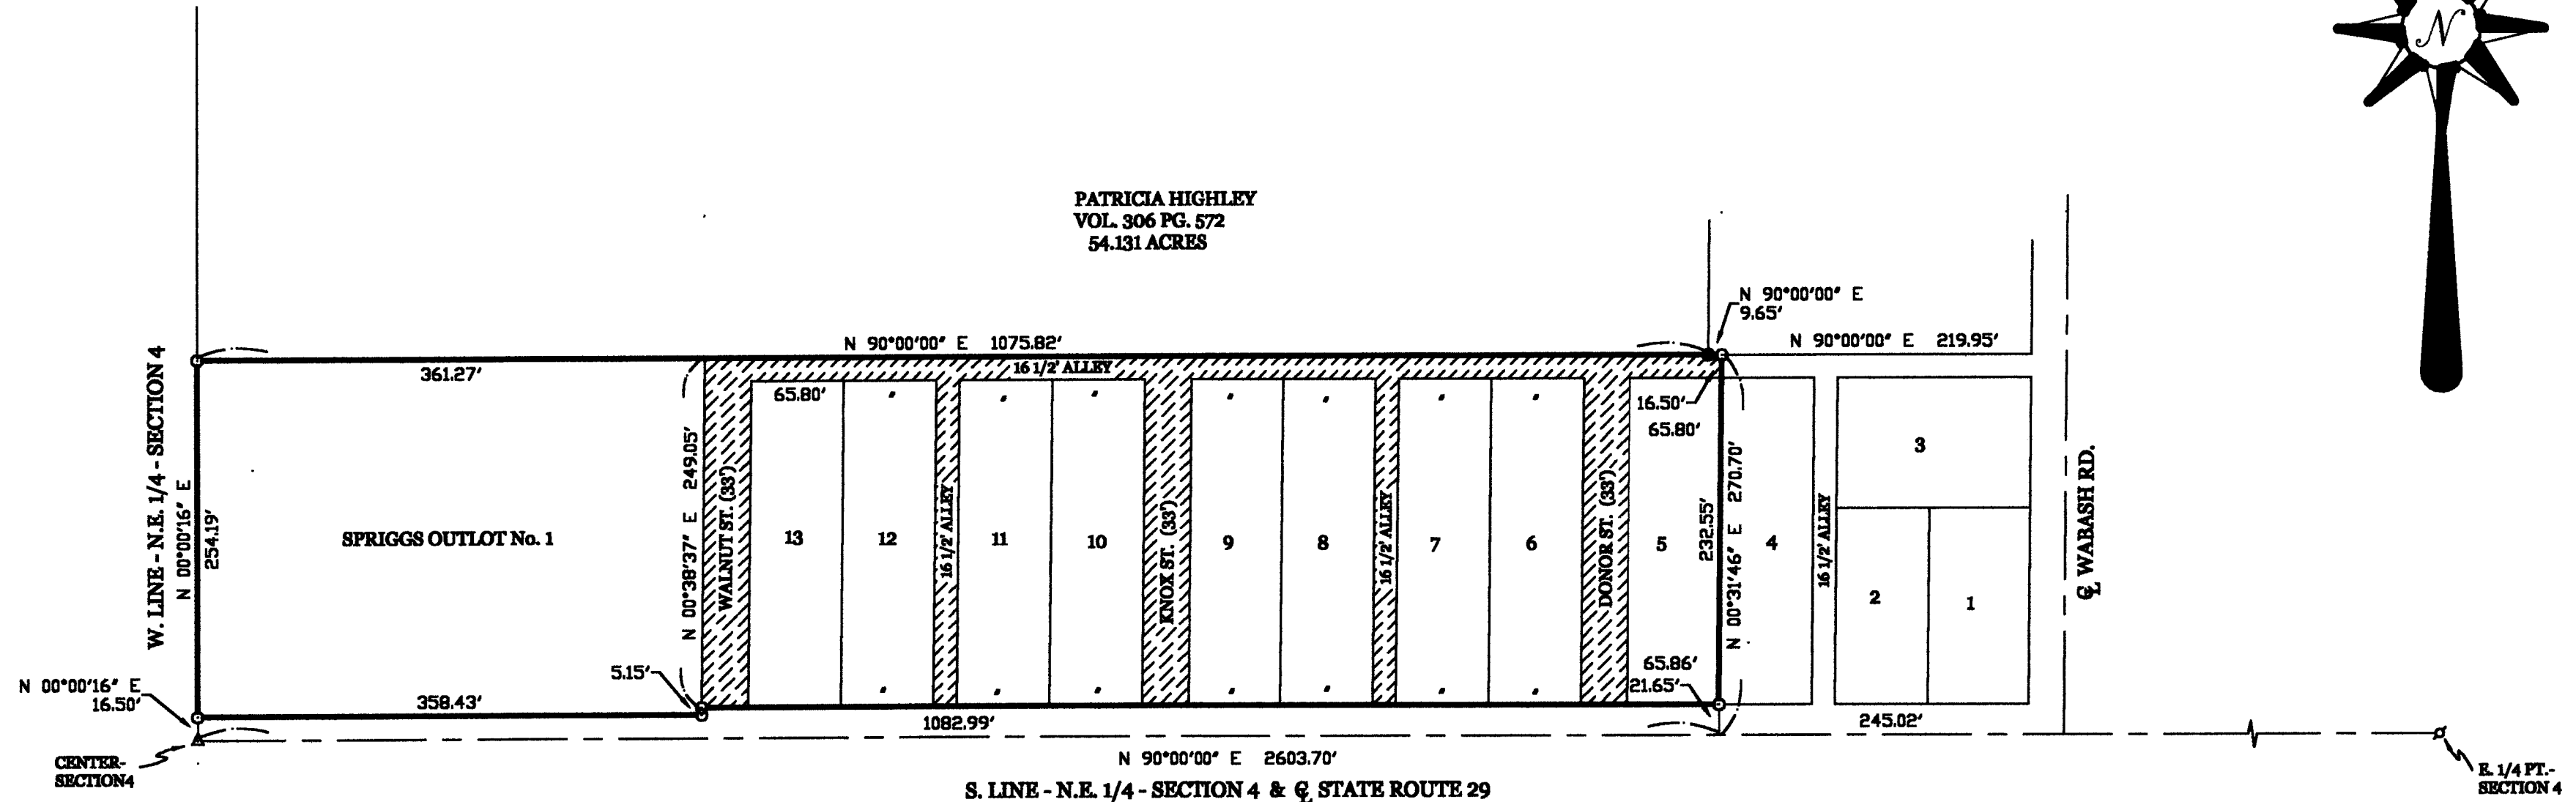 N
PATRICIA HIGHLEY
VOL. 306 PG. 572
54.131 ACRES
N 90°00'00" E
9.65'
N 90°00'00" E 1075.82'
N 90°00'00" E 219.95'
361.27'
16 1/2' ALLEY
65.80'
16.50'
65.80'
W. LINE - N.E. 1/4 - SECTION 4
N 00°00'16" E
254.19'
SPRIGGS OUTLOT No. 1
N 00°38'37" E 249.05'
WALNUT ST. (33')
13
12
16 1/2' ALLEY
11
10
KNOX ST. (33')
9
8
16 1/2' ALLEY
7
6
DONOR ST. (33')
5
232.55'
N 00°31'46" E 270.70'
4
16 1/2' ALLEY
3
2
1
℄ WABASH RD.
N 00°00'16" E
16.50'
5.15'
65.86'
21.65'
358.43'
1082.99'
245.02'
N 90°00'00" E 2603.70'
CENTER-
SECTION4
S. LINE - N.E. 1/4 - SECTION 4 & ℄ STATE ROUTE 29
E. 1/4 PT.-
SECTION 4